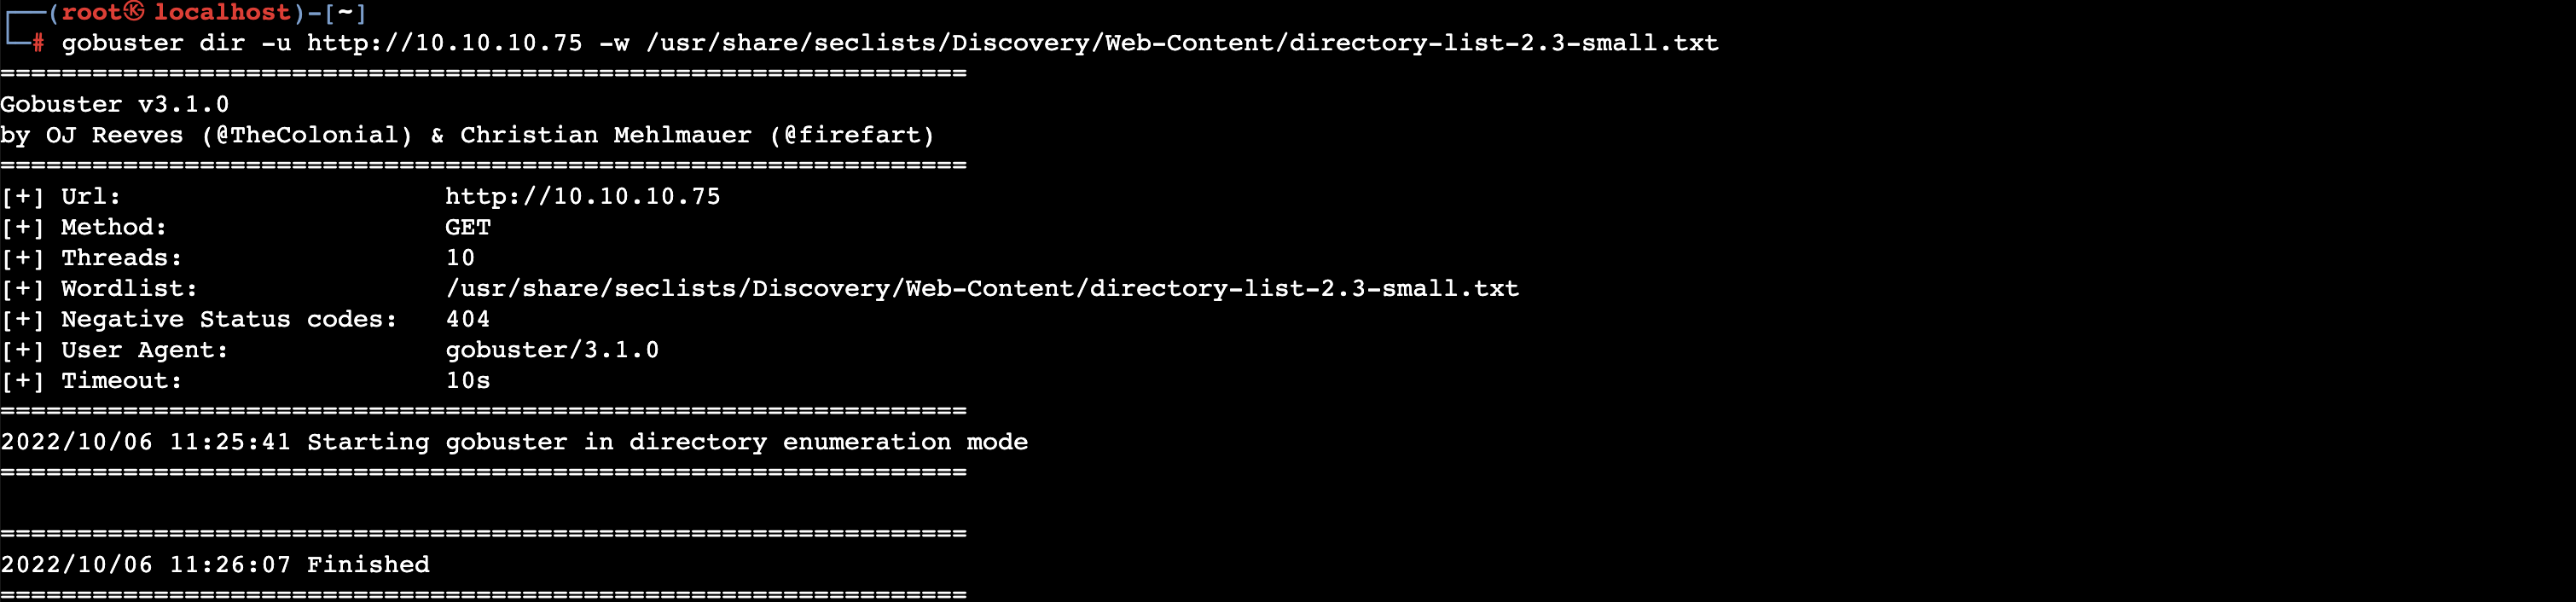 ┌──(root㉿ localhost)-[~]
└─# gobuster dir -u http://10.10.10.75 -w /usr/share/seclists/Discovery/Web-Content/directory-list-2.3-small.txt
===============================================================
Gobuster v3.1.0
by OJ Reeves (@TheColonial) & Christian Mehlmauer (@firefart)
===============================================================
[+] Url:                     http://10.10.10.75
[+] Method:                  GET
[+] Threads:                 10
[+] Wordlist:                /usr/share/seclists/Discovery/Web-Content/directory-list-2.3-small.txt
[+] Negative Status codes:   404
[+] User Agent:              gobuster/3.1.0
[+] Timeout:                 10s
===============================================================
2022/10/06 11:25:41 Starting gobuster in directory enumeration mode
===============================================================
===============================================================
2022/10/06 11:26:07 Finished
===============================================================